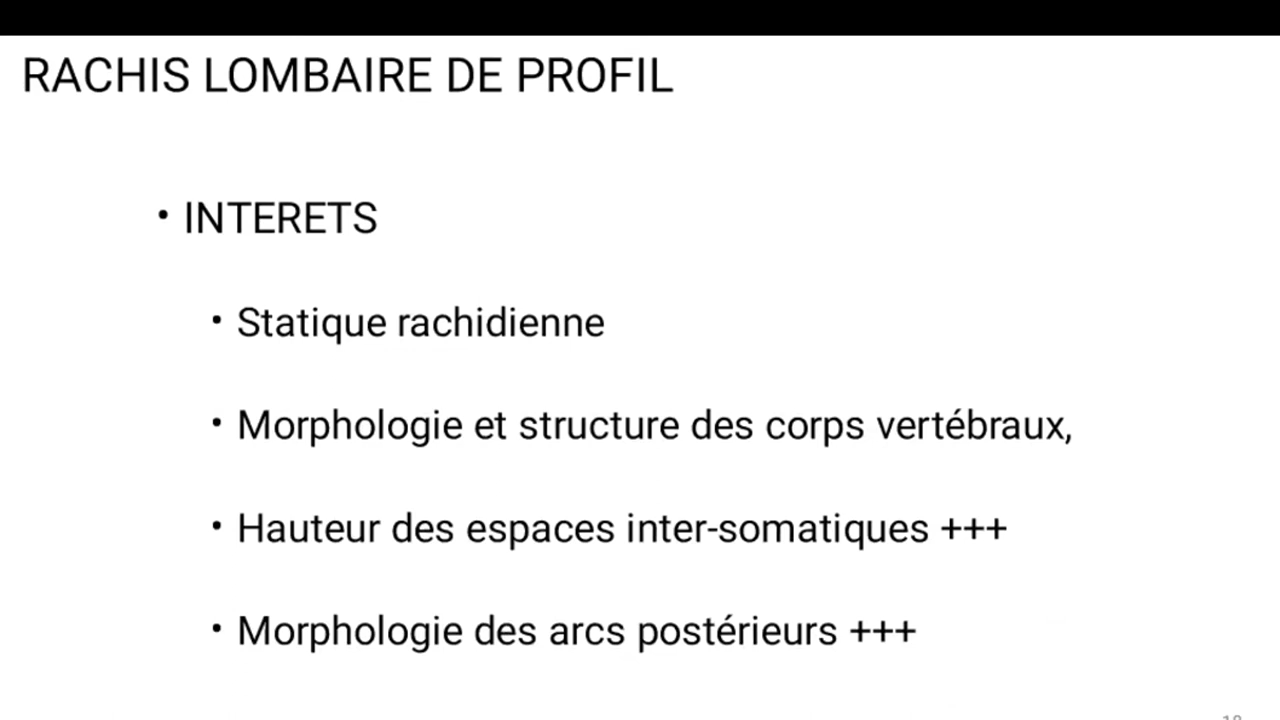 RACHIS LOMBAIRE DE PROFIL
• INTERETS
• Statique rachidienne
• Morphologie et structure des corps vertébraux,
• Hauteur des espaces inter-somatiques +++
• Morphologie des arcs postérieurs +++